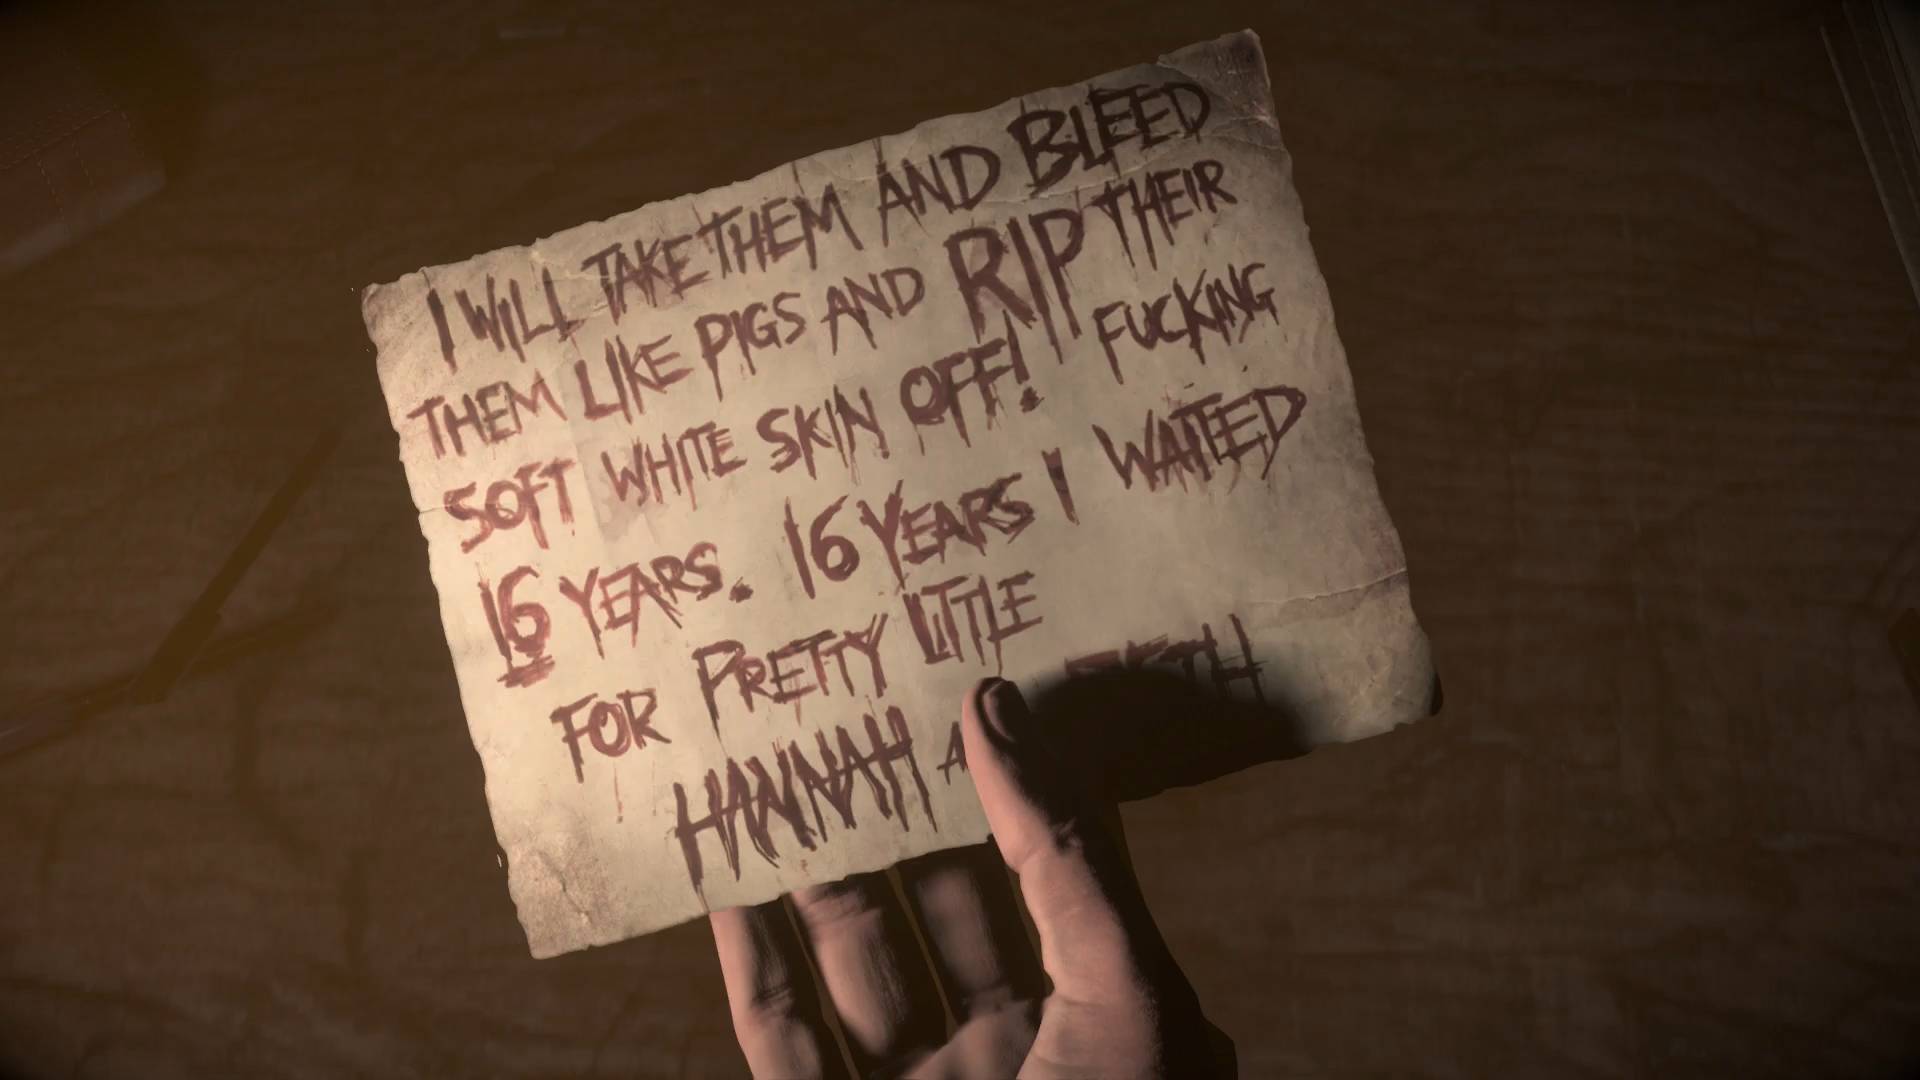 I WILL TAKE THEM AND BLEED
THEM LIKE PIGS AND RIP THEIR
SOFT WHITE SKIN OFF! FUCKING
16 YEARS. 16 YEARS I WAITED
FOR PRETTY LITTLE
HANNAH BETH